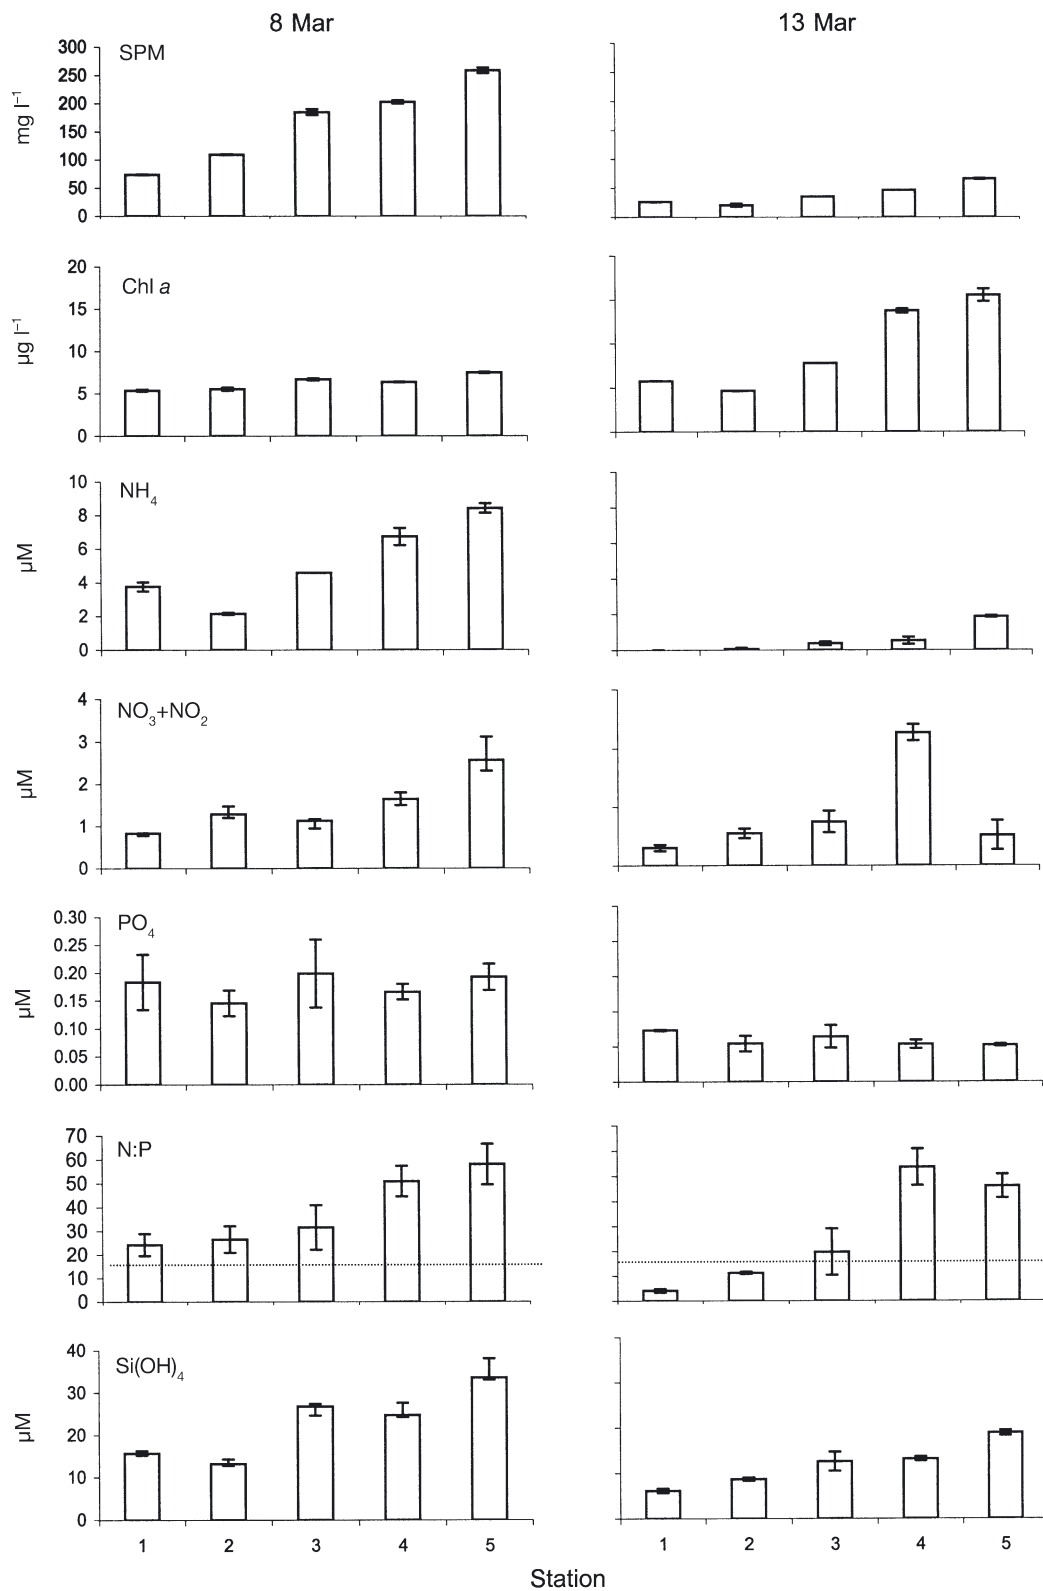 8 Mar 13 Mar
SPM
mg l⁻¹
300
250
200
150
100
50
0
Chl a
µg l⁻¹
20
15
10
5
0
NH₄
µM
10
8
6
4
2
0
NO₃+NO₂
µM
4
3
2
1
0
PO₄
µM
0.30
0.25
0.20
0.15
0.10
0.05
0.00
N:P
70
60
50
40
30
20
10
0
Si(OH)₄
µM
40
30
20
10
0
1 2 3 4 5 1 2 3 4 5
Station